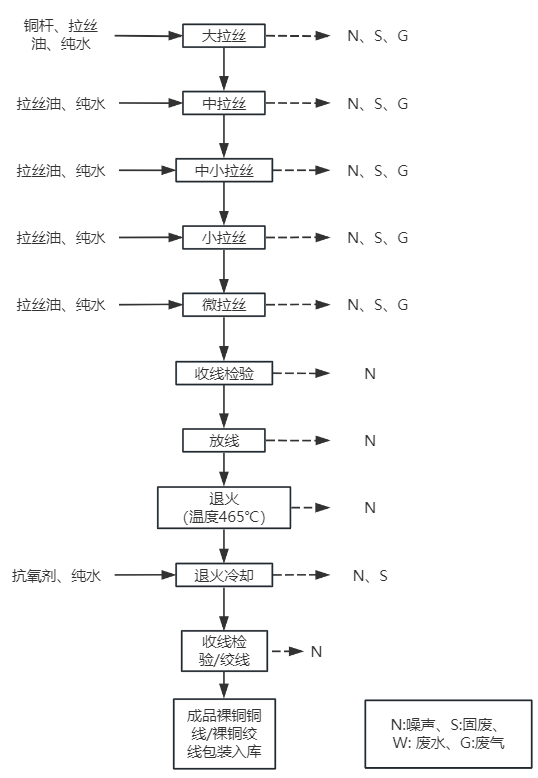 铜杆、拉丝
油、纯水
大拉丝
N、S、G
拉丝油、纯水
中拉丝
N、S、G
拉丝油、纯水
中小拉丝
N、S、G
拉丝油、纯水
小拉丝
N、S、G
拉丝油、纯水
微拉丝
N、S、G
收线检验
N
放线
N
退火
（温度465℃）
N
抗氧剂、纯水
退火冷却
N、S
收线检
验/绞线
N
成品裸铜铜
线/裸铜绞
线包装入库
N:噪声、S:固废、
W: 废水、G:废气